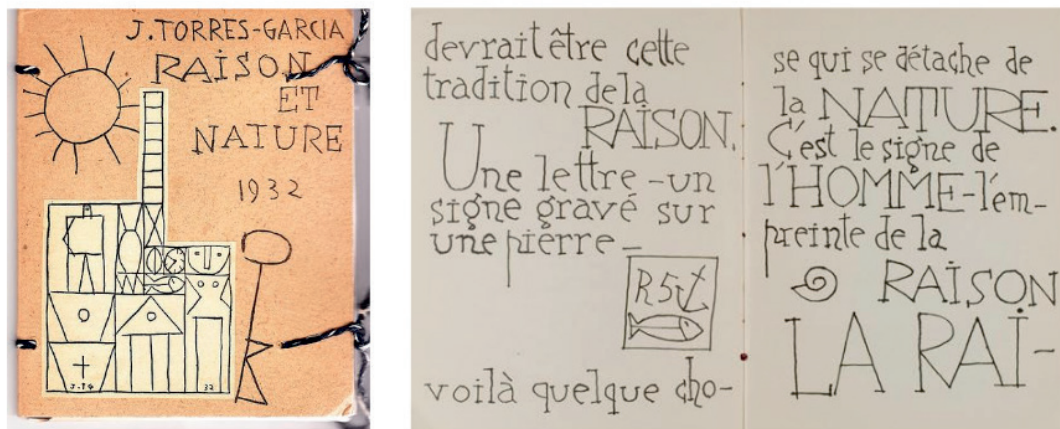 J. TORRES-GARCIA
RAISON
ET
NATURE
1932
J.TG
32
devrait être cette
tradition de la
RAISON.
Une lettre - un
signe gravé sur
une pierre -
R5
voilà quelque cho-
se qui se détache de
la NATURE.
C'est le signe de
l'HOMME - l'em-
preinte de la
RAISON
LA RAI-